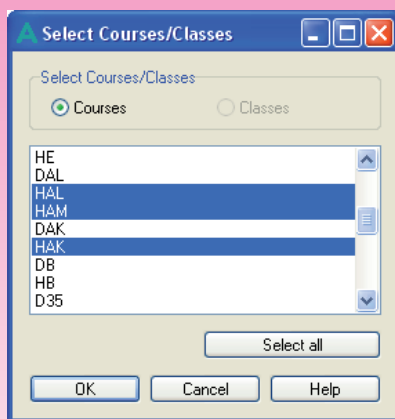 Select Courses/Classes
Select Courses/Classes
Courses Classes
HE
DAL
HAL
HAM
DAK
HAK
DB
HB
D35
Select all
OK Cancel Help